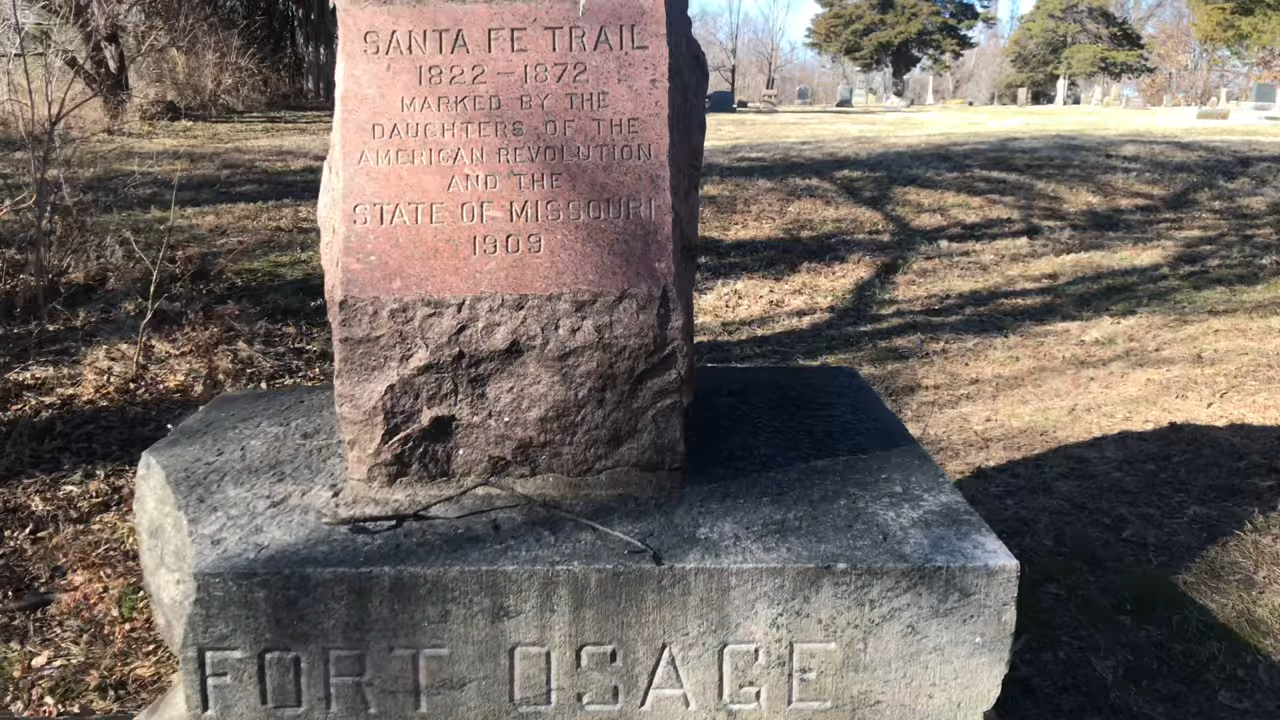 SANTA FE TRAIL
1822-1872
MARKED BY THE
DAUGHTERS OF THE
AMERICAN REVOLUTION
AND THE
STATE OF MISSOURI
1909
FORT OSAGE